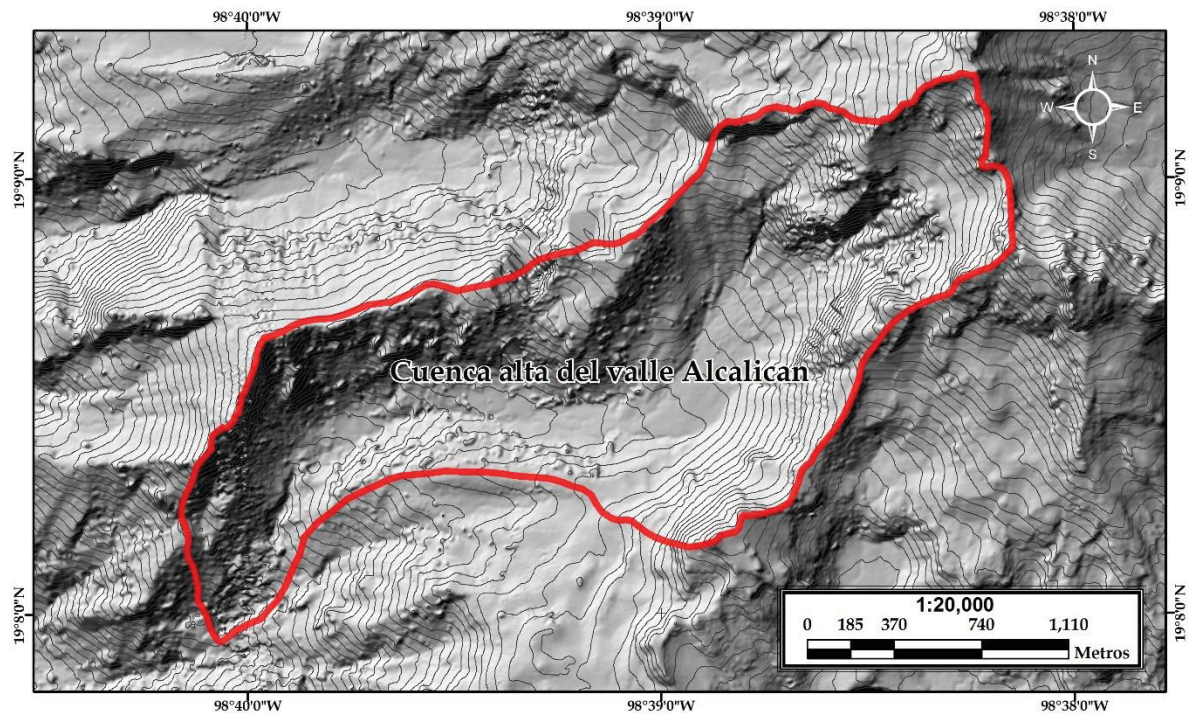 98°40'0"W 98°39'0"W 98°38'0"W
N
W E
S
19°9'0"N 19°9'0"N
Cuenca alta del valle Alcalican
19°8'0"N 19°8'0"N
1:20,000
0 185 370 740 1,110
Metros
98°40'0"W 98°39'0"W 98°38'0"W